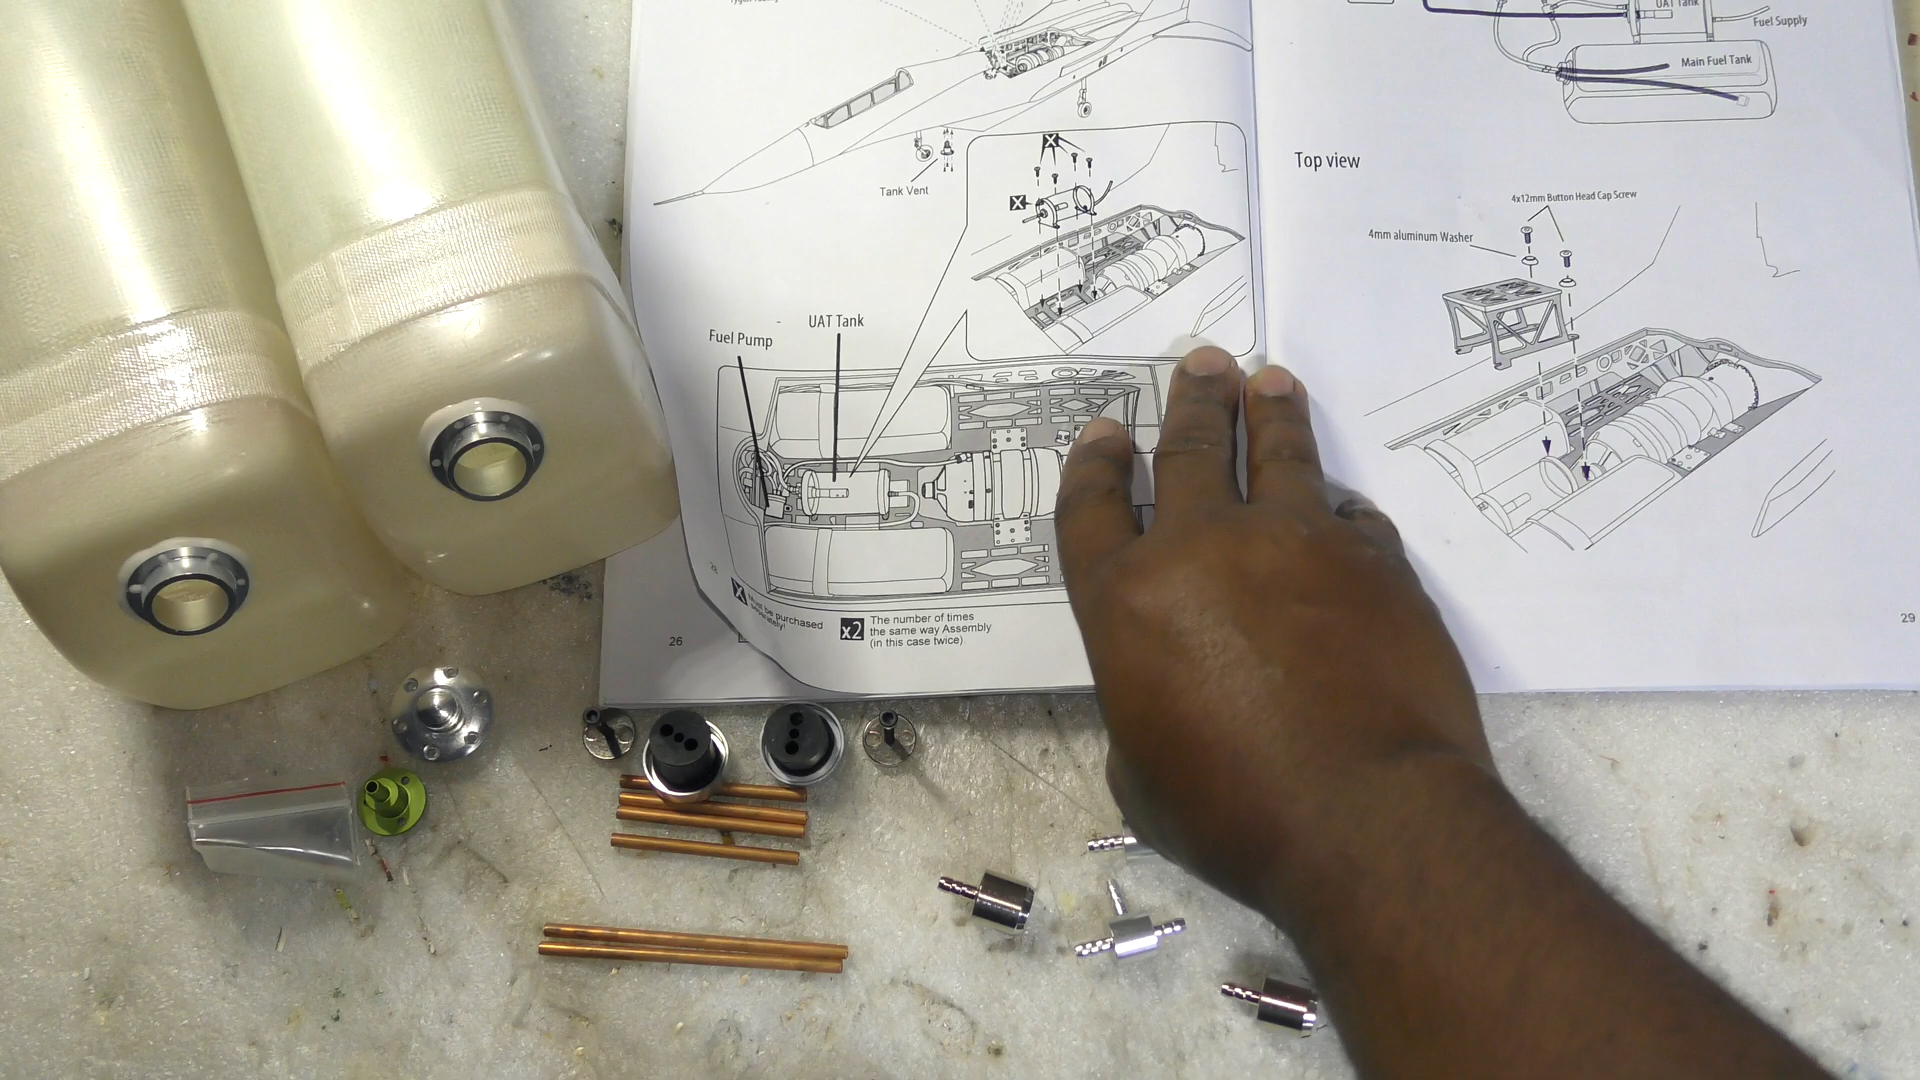 Tank Vent
X
X
UAT Tank
Fuel Pump
X
Must be purchased
separately!
x2
The number of times
the same way Assembly
(in this case twice)
26
28
UAT Tank
Fuel Supply
Main Fuel Tank
Top view
4x12mm Button Head Cap Screw
4mm aluminum Washer
29